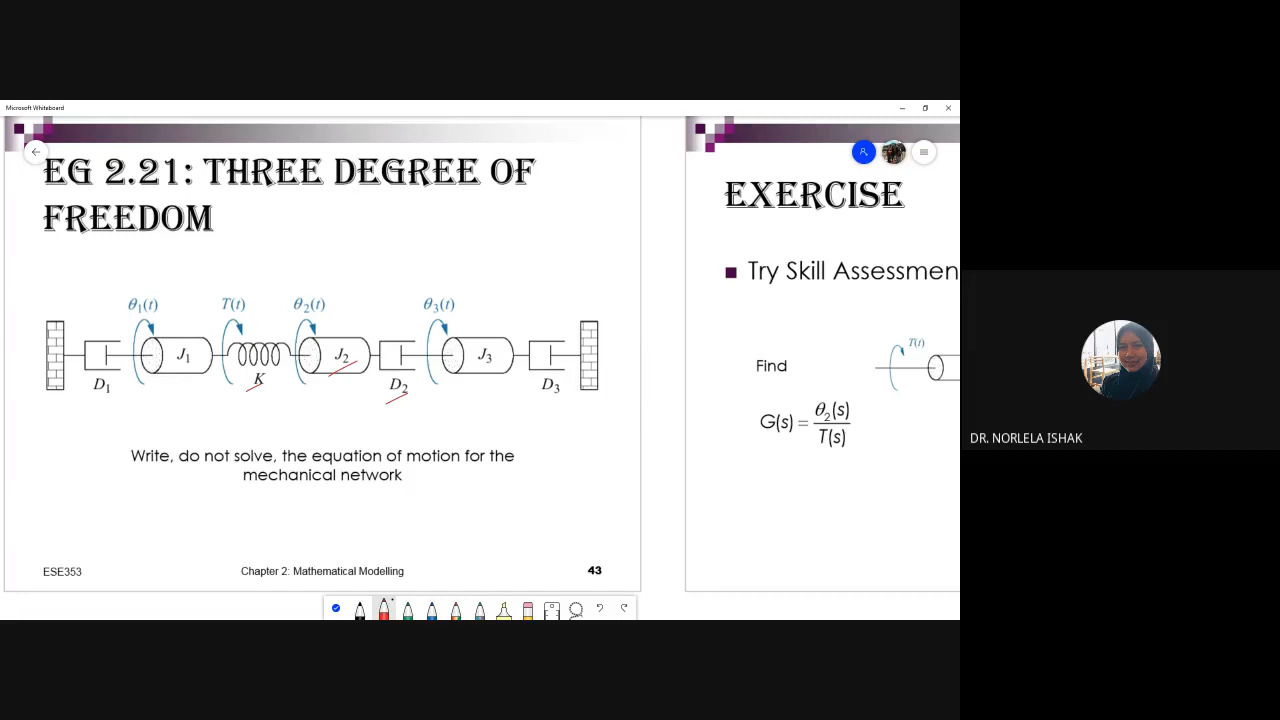 Microsoft Whiteboard
EG 2.21: THREE DEGREE OF
FREEDOM
θ1(t) T(t) θ2(t) θ3(t)
J1 J2 J3
D1 K D2 D3
Write, do not solve, the equation of motion for the
mechanical network
ESE353 Chapter 2: Mathematical Modelling 43
EXERCISE
Try Skill Assessmen
T(t)
Find
G(s) = θ2(s)
T(s)
DR. NORLELA ISHAK